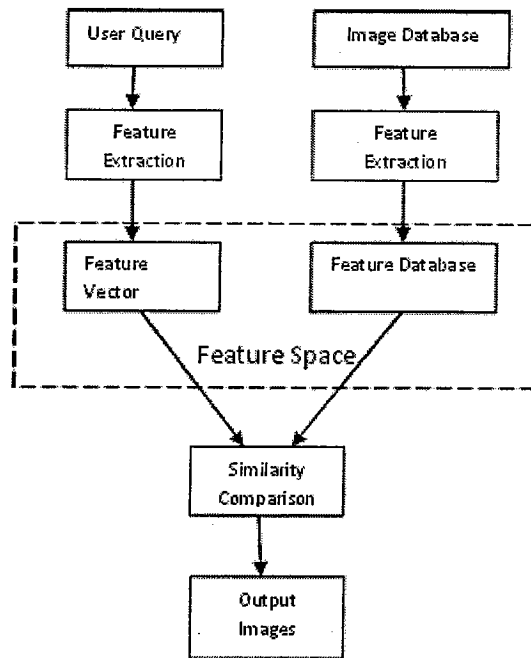 User Query
Image Database
Feature
Extraction
Feature
Extraction
Feature
Vector
Feature Database
Feature Space
Similarity
Comparison
Output
Images